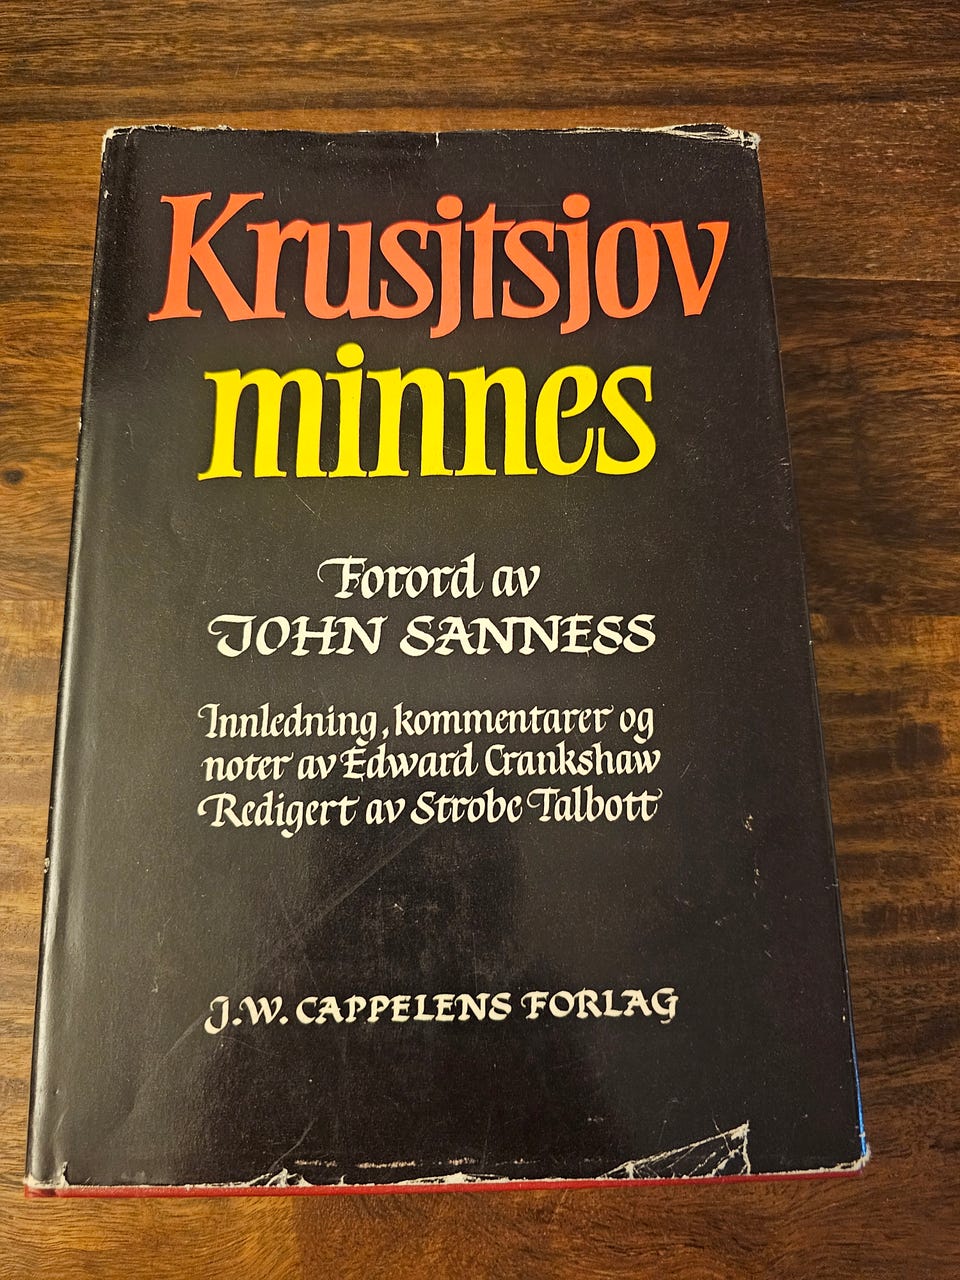 Krusjtsjov
minnes
Forord av
JOHN SANNESS
Innledning, kommentarer og
noter av Edward Crankshaw
Redigert av Strobe Talbott
J.W. CAPPELENS FORLAG